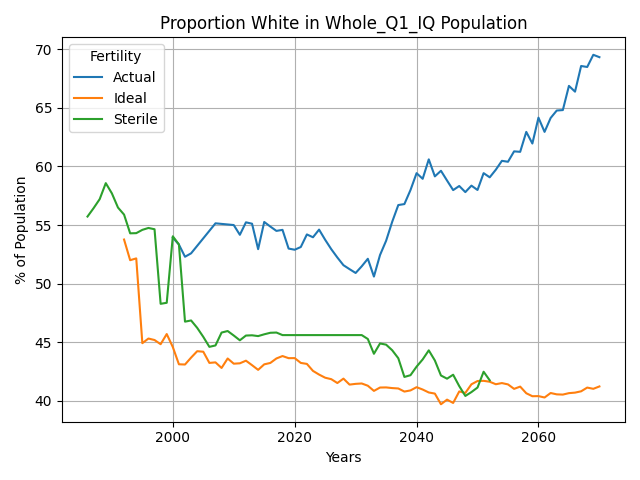 Proportion White in Whole_Q1_IQ Population
Fertility
Actual
Ideal
Sterile
% of Population
70
65
60
55
50
45
40
2000
2020
2040
2060
Years